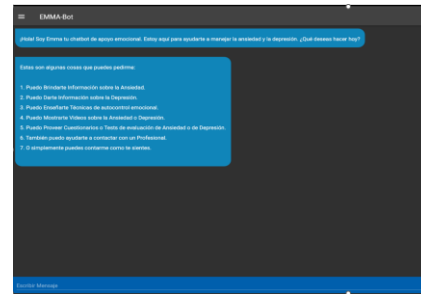 EMMA-Bot
¡Hola! Soy Emma tu chatbot de apoyo emocional. Estoy aquí para ayudarte a manejar la ansiedad y la depresión. ¿Qué deseas hacer hoy?
Estas son algunas cosas que puedes pedirme:
1. Puedo Brindarte Información sobre la Ansiedad.
2. Puedo Darte Información sobre la Depresión.
3. Puedo Enseñarte Técnicas de autocontrol emocional.
4. Puedo Mostrarte Videos sobre la Ansiedad o Depresión.
5. Puedo Proveer Cuestionarios o Tests de evaluación de Ansiedad o de Depresión.
6. También puedo ayudarte a contactar con un Profesional.
7. O simplemente puedes contarme como te sientes.
Escribir Mensaje